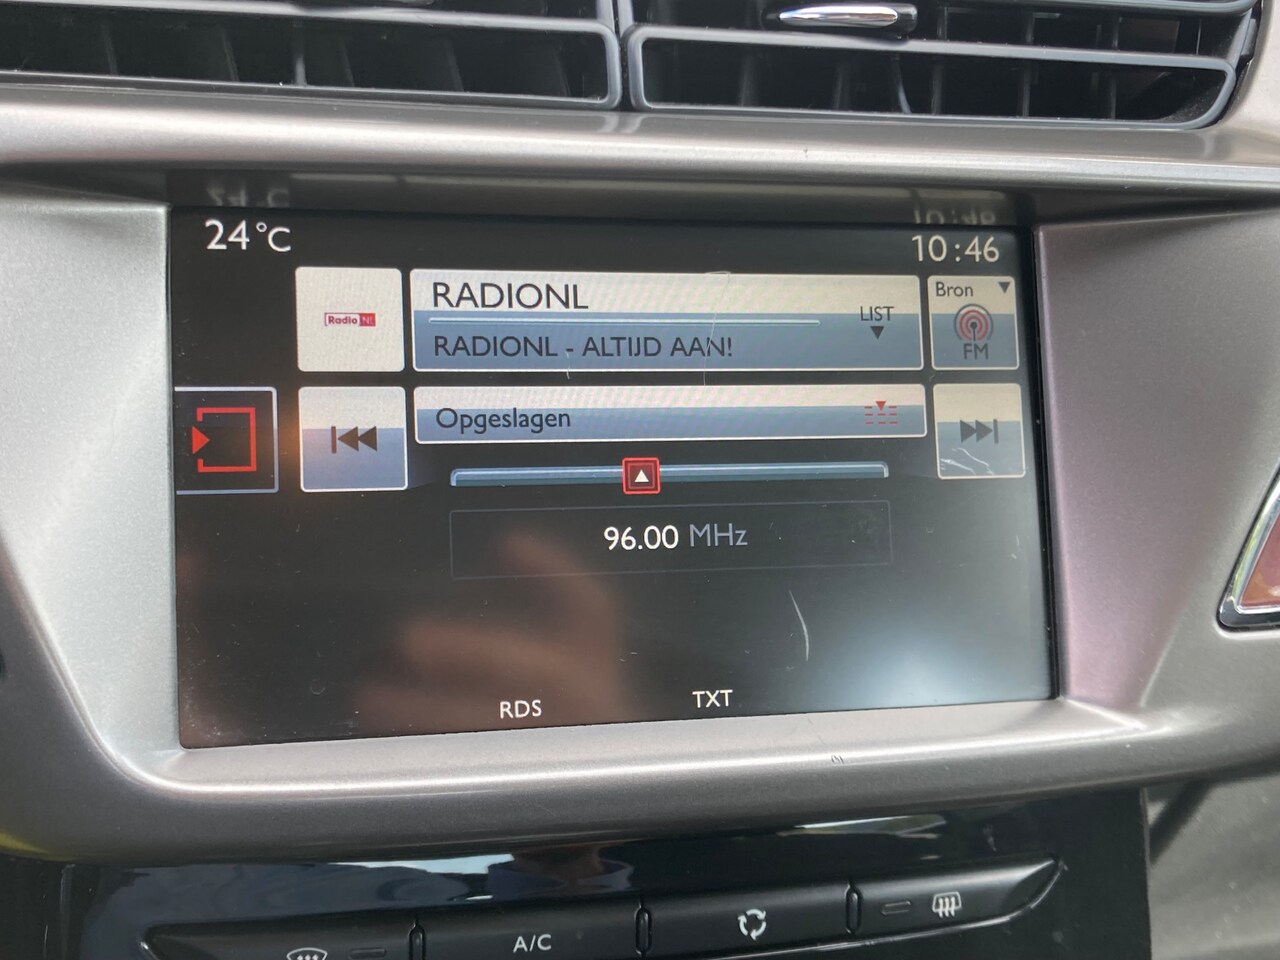 24°C
10:46
Radio NL
RADIONL
LIST
RADIONL - ALTIJD AAN!
Bron
FM
Opgeslagen
96.00 MHz
RDS
TXT
A/C